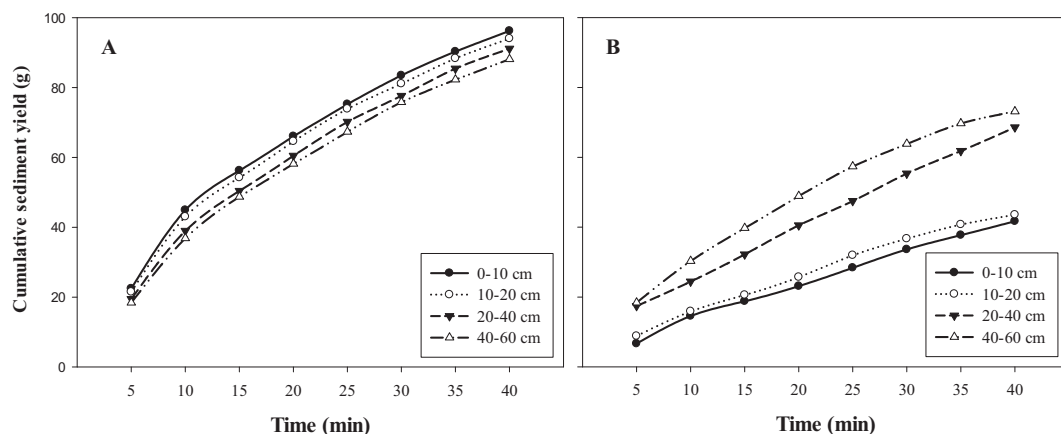 A
B
Cumulative sediment yield (g)
100
80
60
40
20
0
0-10 cm
10-20 cm
20-40 cm
40-60 cm
0-10 cm
10-20 cm
20-40 cm
40-60 cm
5 10 15 20 25 30 35 40
5 10 15 20 25 30 35 40
Time (min)
Time (min)